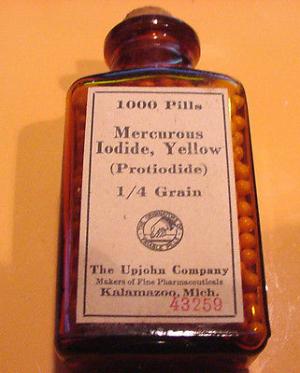 1000 Pills
Mercurous
Iodide, Yellow
(Protiodide)
1/4 Grain
The Upjohn Company
Makers of Fine Pharmaceuticals
Kalamazoo, Mich.
43259